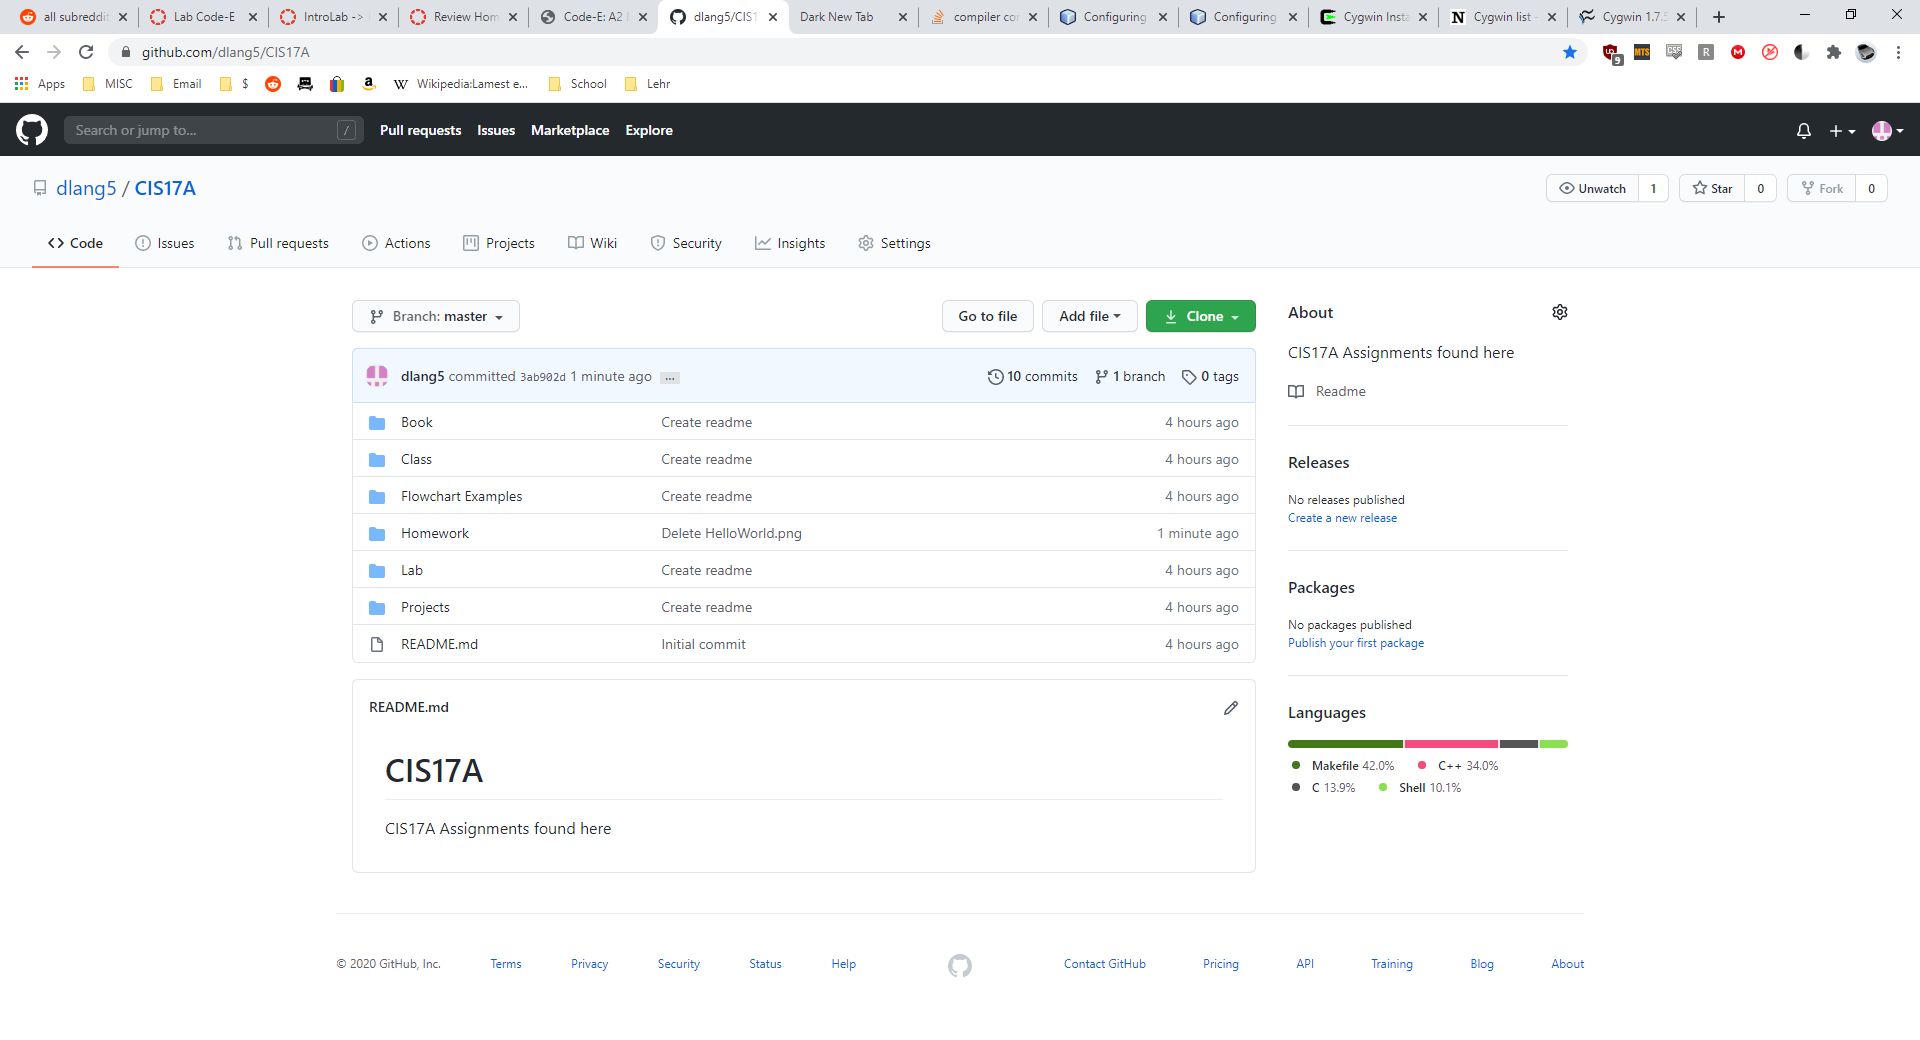 all subreddit
Lab Code-E
IntroLab ->
Review Hom
Code-E: A2
dlang5/CIS1
Dark New Tab
compiler co
Configuring
Configuring
Cygwin Insta
Cygwin list -
Cygwin 1.7.5
github.com/dlang5/CIS17A
9
MTS
CSS
R
M
Apps
MISC
Email
$
a
W
Wikipedia:Lamest e...
School
Lehr
Search or jump to...
/
Pull requests
Issues
Marketplace
Explore
dlang5 / CIS17A
Unwatch 1
Star 0
Fork 0
Code
Issues
Pull requests
Actions
Projects
Wiki
Security
Insights
Settings
Branch: master
Go to file
Add file
Clone
dlang5 committed 3ab902d 1 minute ago ...
10 commits
1 branch
0 tags
Book Create readme 4 hours ago
Class Create readme 4 hours ago
Flowchart Examples Create readme 4 hours ago
Homework Delete HelloWorld.png 1 minute ago
Lab Create readme 4 hours ago
Projects Create readme 4 hours ago
README.md Initial commit 4 hours ago
README.md
CIS17A
CIS17A Assignments found here
About
CIS17A Assignments found here
Readme
Releases
No releases published
Create a new release
Packages
No packages published
Publish your first package
Languages
Makefile 42.0% C++ 34.0%
C 13.9% Shell 10.1%
© 2020 GitHub, Inc.
Terms
Privacy
Security
Status
Help
Contact GitHub
Pricing
API
Training
Blog
About